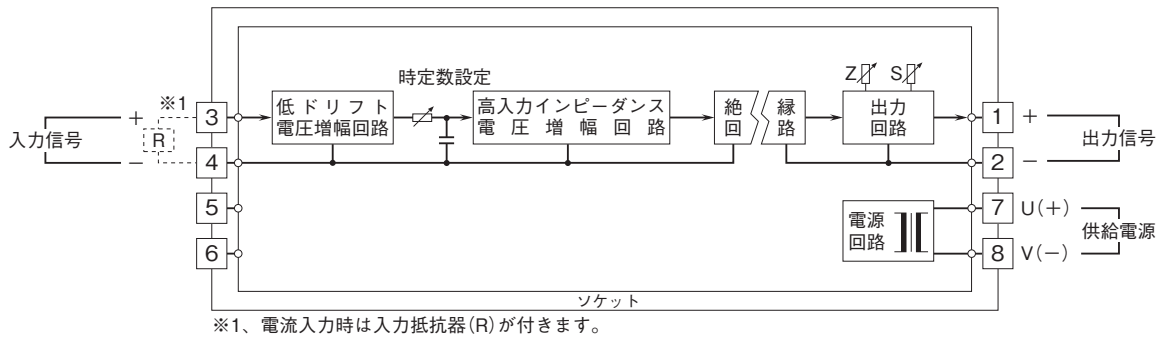 時定数設定
Z
S
※1
入力信号
+
−
R
3
4
5
6
低ドリフト
電圧増幅回路
高入力インピーダンス
電圧増幅回路
絶 縁
回 路
出力
回路
1
+
2
−
出力信号
電源
回路
7
U(+)
8
V(−)
供給電源
ソケット
※1、電流入力時は入力抵抗器(R)が付きます。